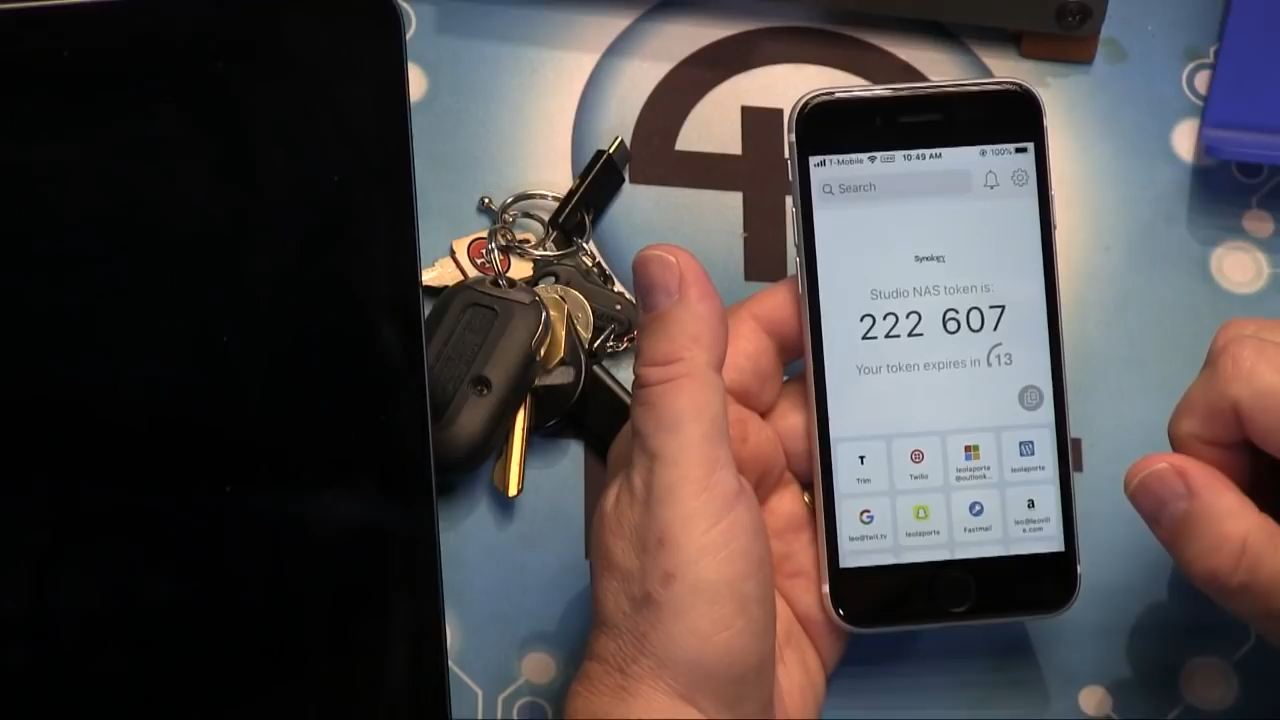 T-Mobile
10:49 AM
100%
Search
Synology
Studio NAS token is:
222 607
Your token expires in 13
Trim
Twilio
leolaporte
@outlook...
leolaporte
leo@twit.tv
leolaporte
Fastmail
leo@leovill
e.com